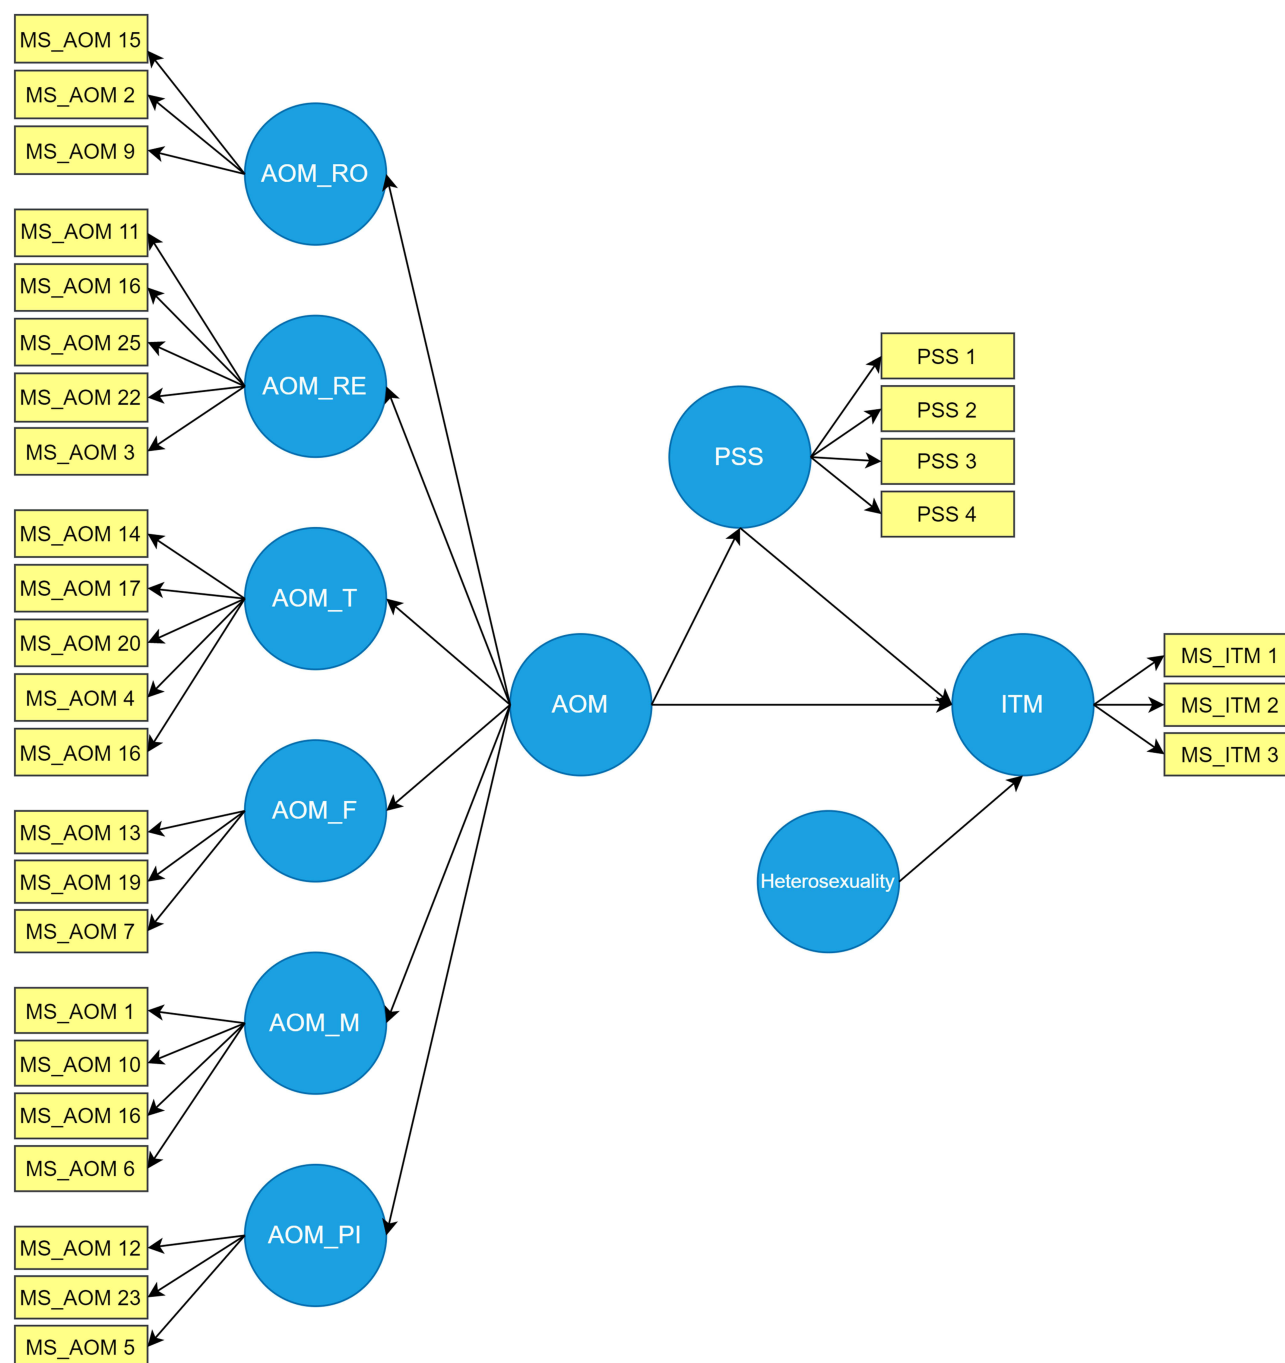 MS_AOM 15
MS_AOM 2
MS_AOM 9
AOM_RO
MS_AOM 11
MS_AOM 16
MS_AOM 25
MS_AOM 22
MS_AOM 3
AOM_RE
MS_AOM 14
MS_AOM 17
MS_AOM 20
MS_AOM 4
MS_AOM 16
AOM_T
MS_AOM 13
MS_AOM 19
MS_AOM 7
AOM_F
MS_AOM 1
MS_AOM 10
MS_AOM 16
MS_AOM 6
AOM_M
MS_AOM 12
MS_AOM 23
MS_AOM 5
AOM_PI
AOM
PSS
PSS 1
PSS 2
PSS 3
PSS 4
ITM
MS_ITM 1
MS_ITM 2
MS_ITM 3
Heterosexuality